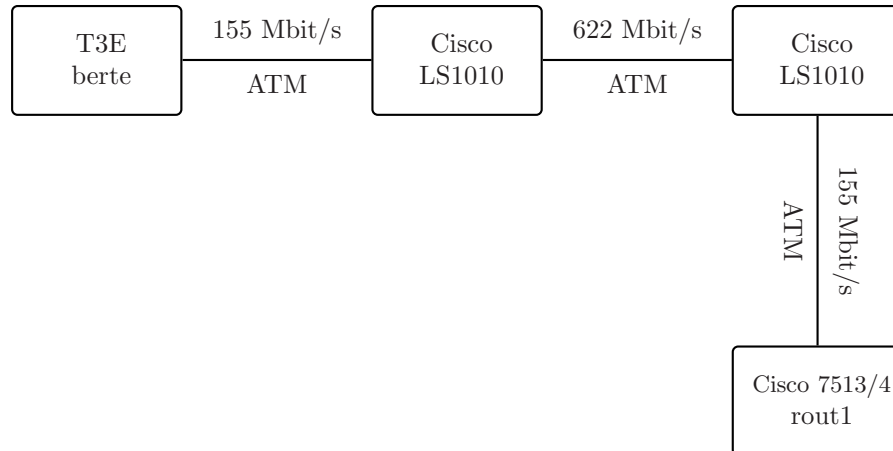 T3E
berte
155 Mbit/s
ATM
Cisco
LS1010
622 Mbit/s
ATM
Cisco
LS1010
155 Mbit/s
ATM
Cisco 7513/4
rout1